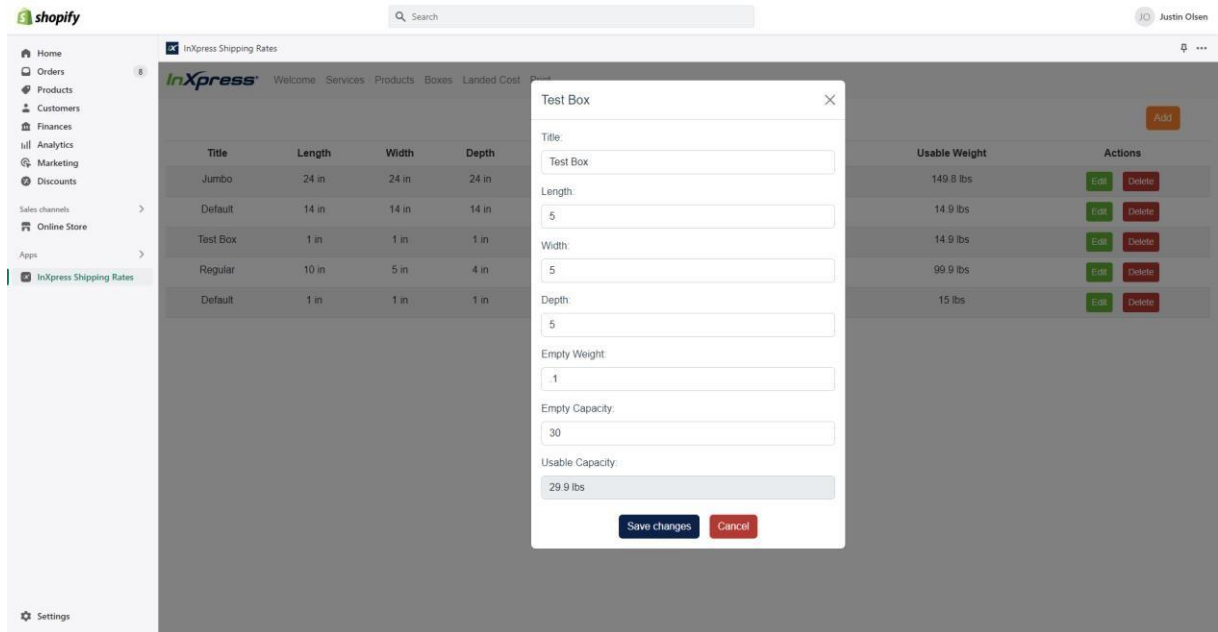 shopify
Search
JO Justin Olsen
Home
Orders 8
Products
Customers
Finances
Analytics
Marketing
Discounts
Sales channels
Online Store
Apps
InXpress Shipping Rates
Settings
InXpress Shipping Rates
InXpress Welcome Services Products Boxes Landed Cost
Add
Title Length Width Depth Usable Weight Actions
Jumbo 24 in 24 in 24 in 149.8 lbs Edit Delete
Default 14 in 14 in 14 in 14.9 lbs Edit Delete
Test Box 1 in 1 in 1 in 14.9 lbs Edit Delete
Regular 10 in 5 in 4 in 99.9 lbs Edit Delete
Default 1 in 1 in 1 in 15 lbs Edit Delete
Test Box
Title:
Test Box
Length:
5
Width:
5
Depth:
5
Empty Weight:
.1
Empty Capacity:
30
Usable Capacity:
29.9 lbs
Save changes Cancel